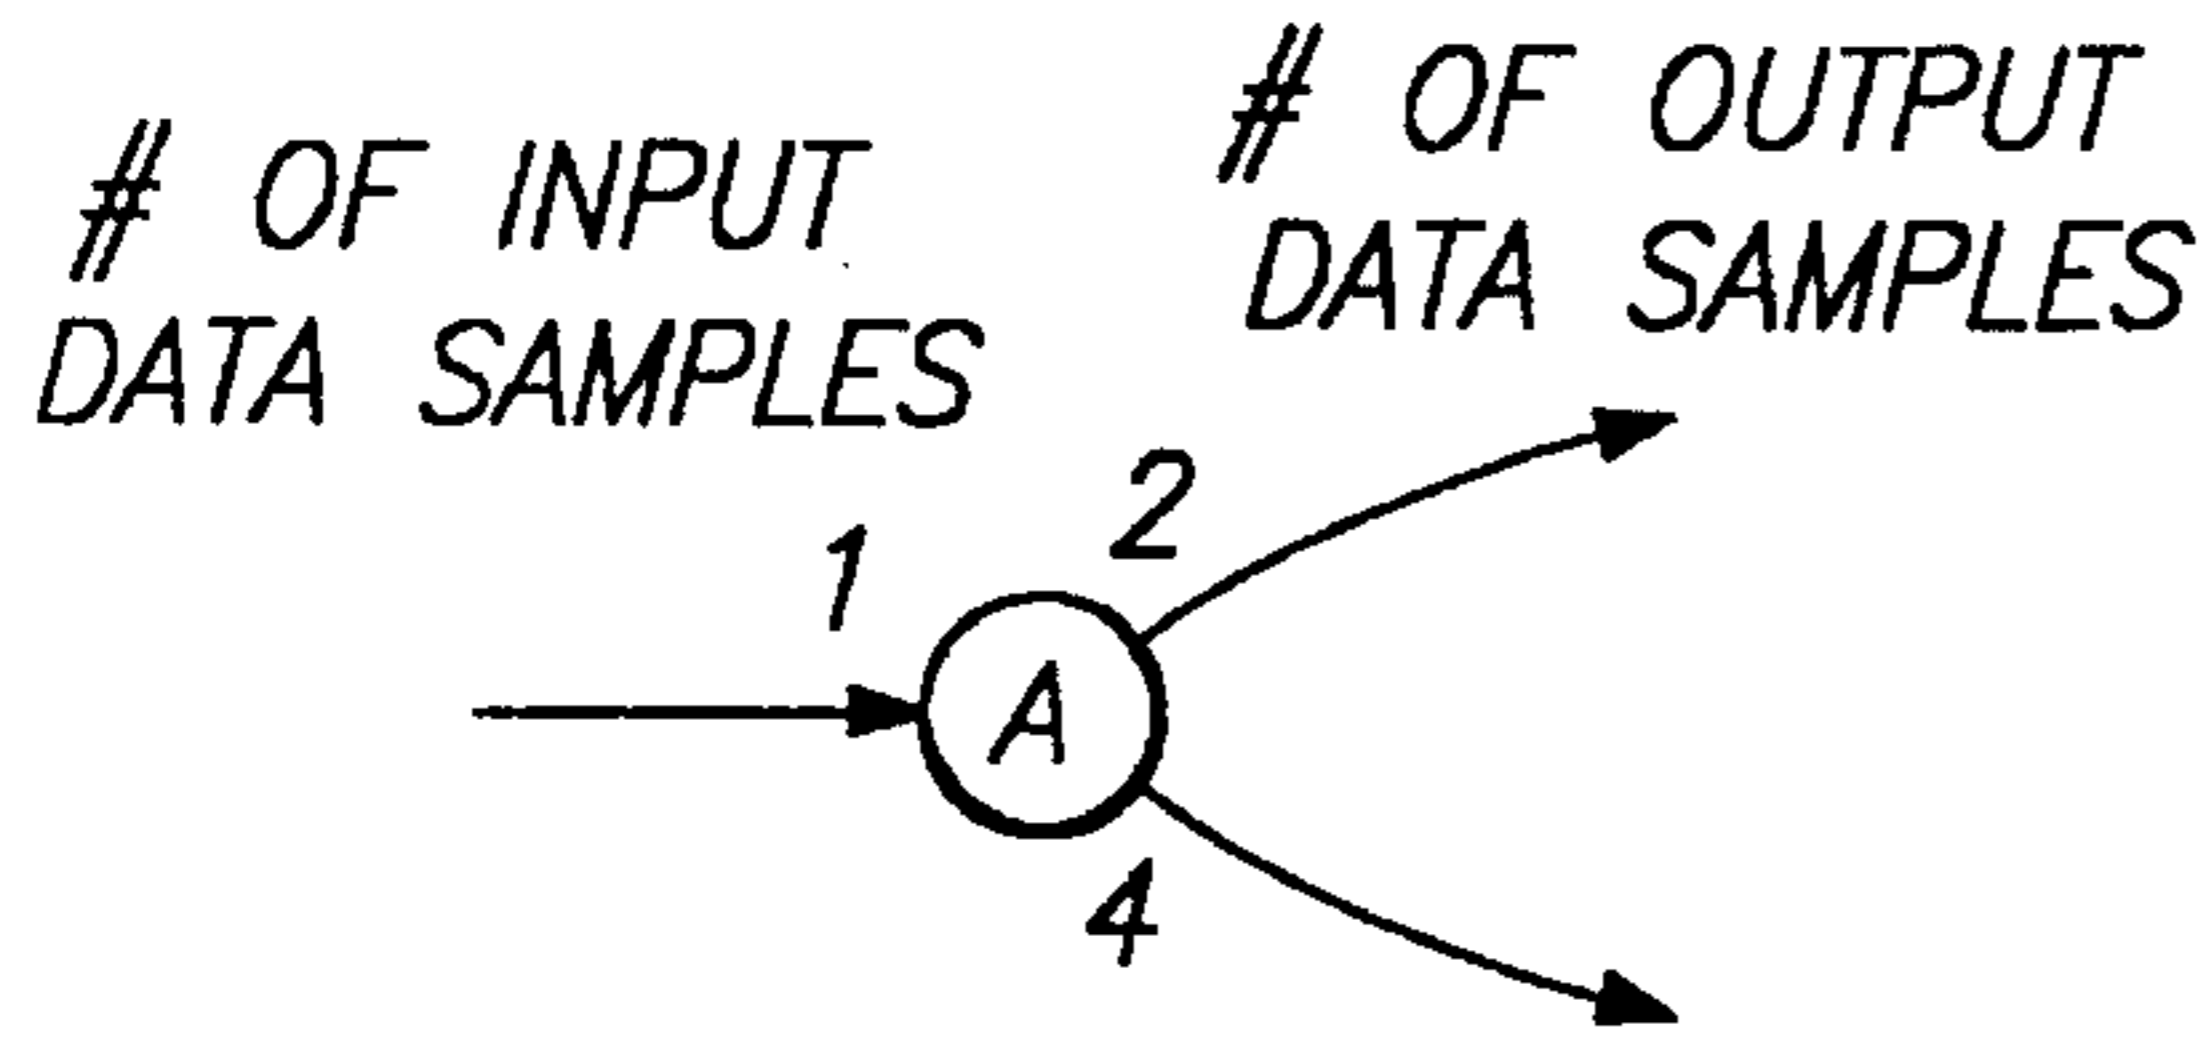 # OF INPUT
DATA SAMPLES
# OF OUTPUT
DATA SAMPLES
1
2
A
4